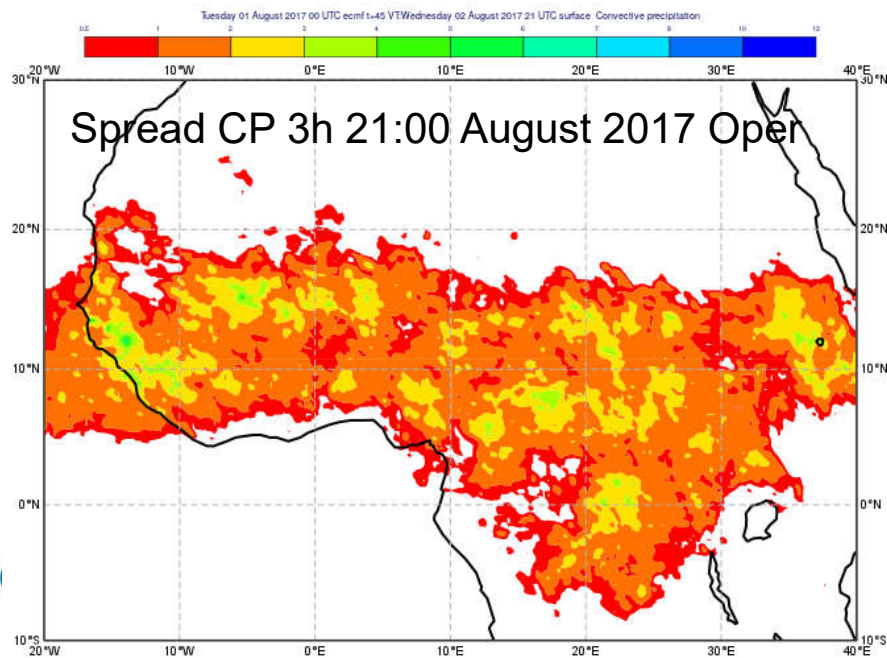 Tuesday 01 August 2017 00 UTC ecmf t+45 VT:Wednesday 02 August 2017 21 UTC surface Convective precipitation
0.5 1 2 3 4 5 6 7 8 10 12
20°W 10°W 0°E 10°E 20°E 30°E 40°E
30°N 30°N
Spread CP 3h 21:00 August 2017 Oper
20°N 20°N
10°N 10°N
0°N 0°N
10°S 10°S
20°W 10°W 0°E 10°E 20°E 30°E 40°E